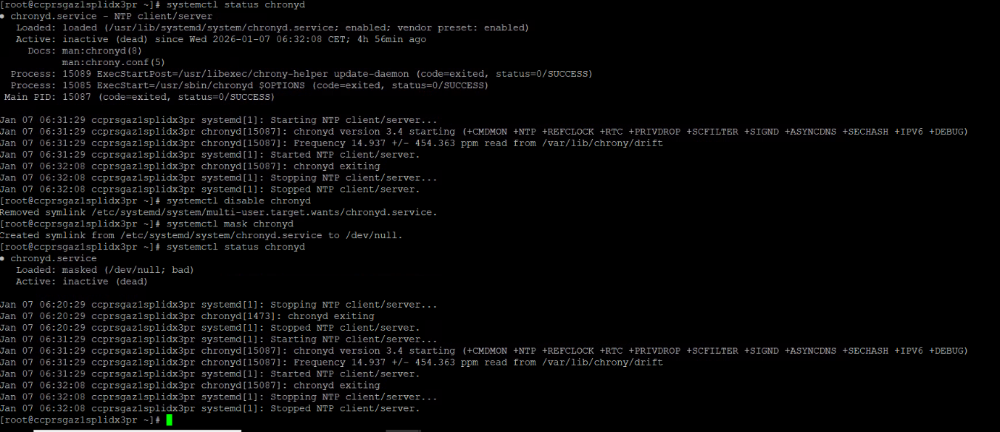 [root@ccprsgaz1splidx3pr ~]# systemctl status chronyd
● chronyd.service - NTP client/server
   Loaded: loaded (/usr/lib/systemd/system/chronyd.service; enabled; vendor preset: enabled)
   Active: inactive (dead) since Wed 2026-01-07 06:32:08 CET; 4h 56min ago
     Docs: man:chronyd(8)
           man:chrony.conf(5)
  Process: 15089 ExecStartPost=/usr/libexec/chrony-helper update-daemon (code=exited, status=0/SUCCESS)
  Process: 15085 ExecStart=/usr/sbin/chronyd $OPTIONS (code=exited, status=0/SUCCESS)
 Main PID: 15087 (code=exited, status=0/SUCCESS)

Jan 07 06:31:29 ccprsgaz1splidx3pr systemd[1]: Starting NTP client/server...
Jan 07 06:31:29 ccprsgaz1splidx3pr chronyd[15087]: chronyd version 3.4 starting (+CMDMON +NTP +REFCLOCK +RTC +PRIVDROP +SCFILTER +SIGND +ASYNCDNS +SECHASH +IPV6 +DEBUG)
Jan 07 06:31:29 ccprsgaz1splidx3pr chronyd[15087]: Frequency 14.937 +/- 454.363 ppm read from /var/lib/chrony/drift
Jan 07 06:31:29 ccprsgaz1splidx3pr systemd[1]: Started NTP client/server.
Jan 07 06:32:08 ccprsgaz1splidx3pr chronyd[15087]: chronyd exiting
Jan 07 06:32:08 ccprsgaz1splidx3pr systemd[1]: Stopping NTP client/server...
Jan 07 06:32:08 ccprsgaz1splidx3pr systemd[1]: Stopped NTP client/server.
[root@ccprsgaz1splidx3pr ~]# systemctl disable chronyd
Removed symlink /etc/systemd/system/multi-user.target.wants/chronyd.service.
[root@ccprsgaz1splidx3pr ~]# systemctl mask chronyd
Created symlink from /etc/systemd/system/chronyd.service to /dev/null.
[root@ccprsgaz1splidx3pr ~]# systemctl status chronyd
● chronyd.service
   Loaded: masked (/dev/null; bad)
   Active: inactive (dead)

Jan 07 06:20:29 ccprsgaz1splidx3pr systemd[1]: Stopping NTP client/server...
Jan 07 06:20:29 ccprsgaz1splidx3pr chronyd[1473]: chronyd exiting
Jan 07 06:20:29 ccprsgaz1splidx3pr systemd[1]: Stopped NTP client/server.
Jan 07 06:31:29 ccprsgaz1splidx3pr systemd[1]: Starting NTP client/server...
Jan 07 06:31:29 ccprsgaz1splidx3pr chronyd[15087]: chronyd version 3.4 starting (+CMDMON +NTP +REFCLOCK +RTC +PRIVDROP +SCFILTER +SIGND +ASYNCDNS +SECHASH +IPV6 +DEBUG)
Jan 07 06:31:29 ccprsgaz1splidx3pr chronyd[15087]: Frequency 14.937 +/- 454.363 ppm read from /var/lib/chrony/drift
Jan 07 06:31:29 ccprsgaz1splidx3pr systemd[1]: Started NTP client/server.
Jan 07 06:32:08 ccprsgaz1splidx3pr chronyd[15087]: chronyd exiting
Jan 07 06:32:08 ccprsgaz1splidx3pr systemd[1]: Stopping NTP client/server...
Jan 07 06:32:08 ccprsgaz1splidx3pr systemd[1]: Stopped NTP client/server.
[root@ccprsgaz1splidx3pr ~]#